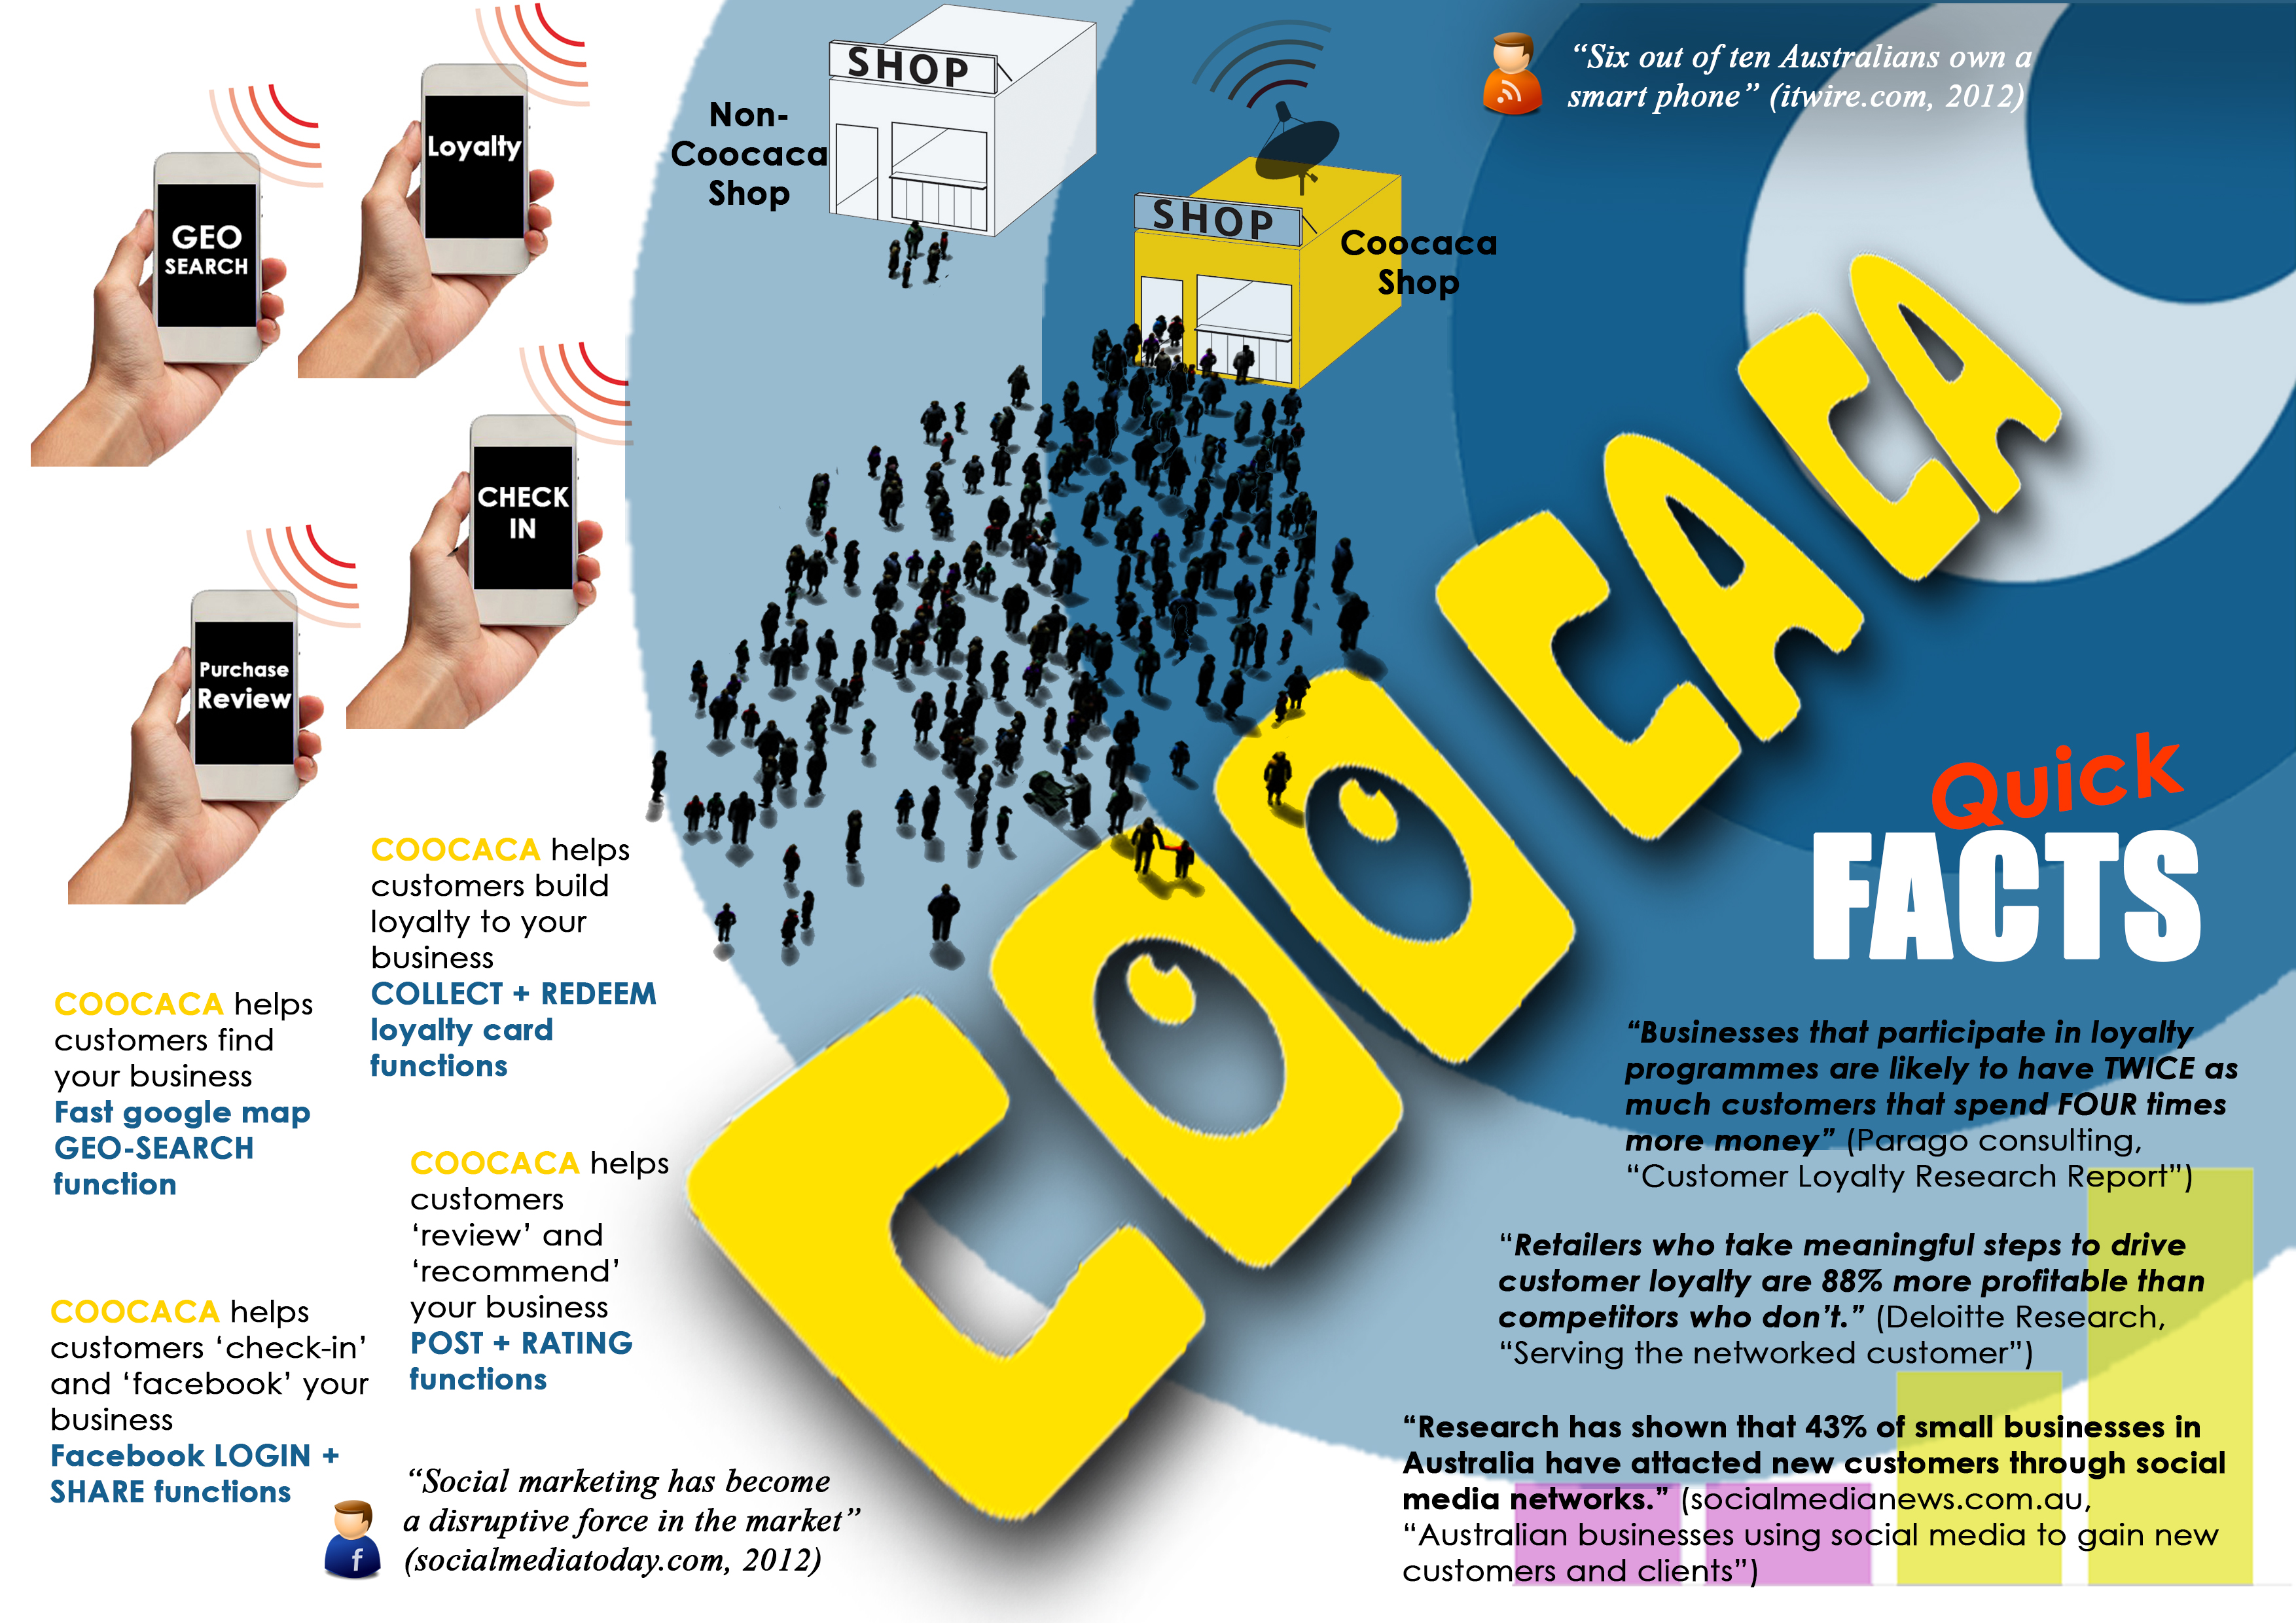 Loyalty
GEO
SEARCH
CHECK
IN
Purchase
Review
SHOP
Non-
Coocaca
Shop
SHOP
Coocaca
Shop
“Six out of ten Australians own a
smart phone” (itwire.com, 2012)
COOCACA
COOCACA helps
customers build
loyalty to your
business
COLLECT + REDEEM
loyalty card
functions
COOCACA helps
customers find
your business
Fast google map
GEO-SEARCH
function
COOCACA helps
customers
‘review’ and
‘recommend’
your business
POST + RATING
functions
COOCACA helps
customers ‘check-in’
and ‘facebook’ your
business
Facebook LOGIN +
SHARE functions
f
“Social marketing has become
a disruptive force in the market”
(socialmediatoday.com, 2012)
Quick
FACTS
“Businesses that participate in loyalty
programmes are likely to have TWICE as
much customers that spend FOUR times
more money” (Parago consulting,
“Customer Loyalty Research Report”)
“Retailers who take meaningful steps to drive
customer loyalty are 88% more profitable than
competitors who don’t.” (Deloitte Research,
“Serving the networked customer”)
“Research has shown that 43% of small businesses in
Australia have attacted new customers through social
media networks.” (socialmedianews.com.au,
“Australian businesses using social media to gain new
customers and clients”)